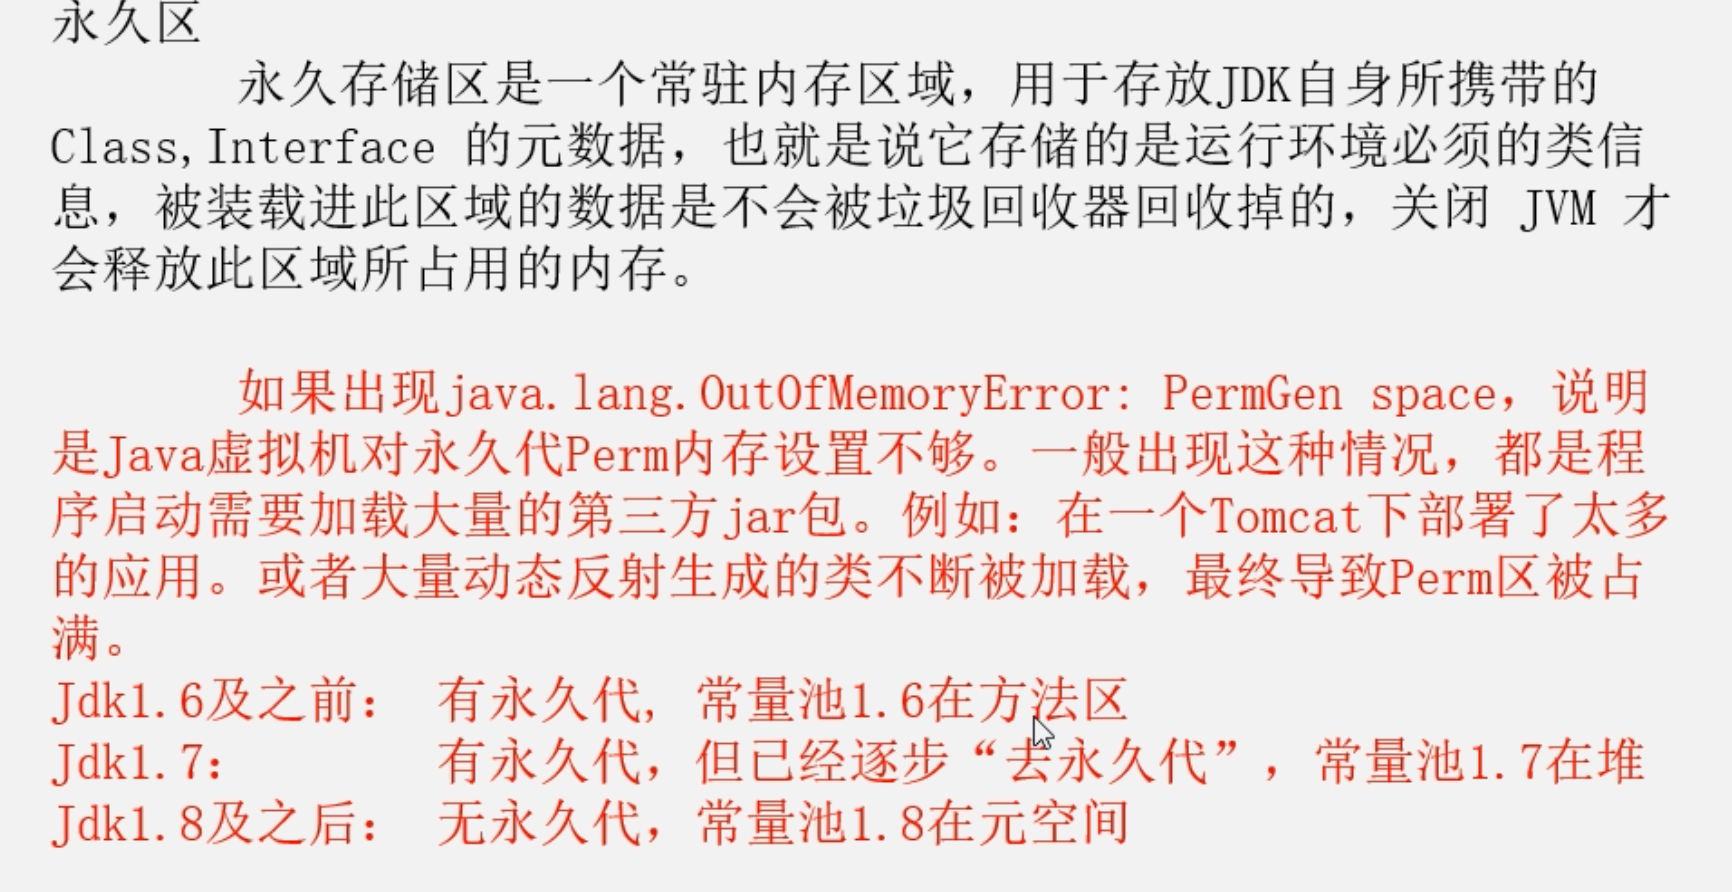 永久区
永久存储区是一个常驻内存区域，用于存放JDK自身所携带的
Class,Interface 的元数据，也就是说它存储的是运行环境必须的类信
息，被装载进此区域的数据是不会被垃圾回收器回收掉的，关闭 JVM 才
会释放此区域所占用的内存。
如果出现java.lang.OutOfMemoryError: PermGen space，说明
是Java虚拟机对永久代Perm内存设置不够。一般出现这种情况，都是程
序启动需要加载大量的第三方jar包。例如：在一个Tomcat下部署了太多
的应用。或者大量动态反射生成的类不断被加载，最终导致Perm区被占
满。
Jdk1.6及之前： 有永久代, 常量池1.6在方法区
Jdk1.7： 有永久代，但已经逐步“去永久代”，常量池1.7在堆
Jdk1.8及之后： 无永久代，常量池1.8在元空间